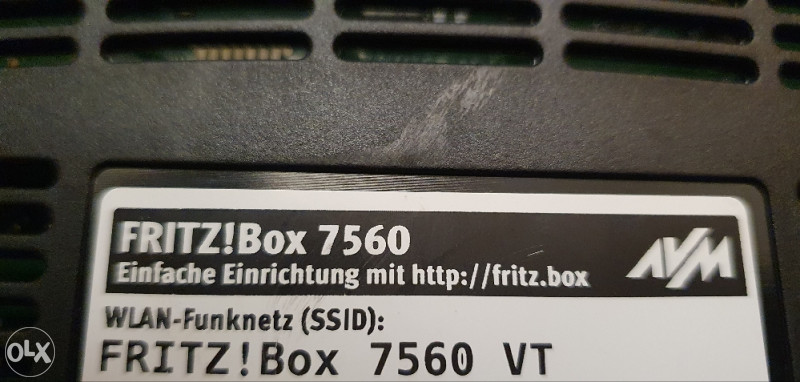 FRITZ!Box 7560
Einfache Einrichtung mit http://fritz.box
AVM
WLAN-Funknetz (SSID):
FRITZ!Box 7560 VT
OLX